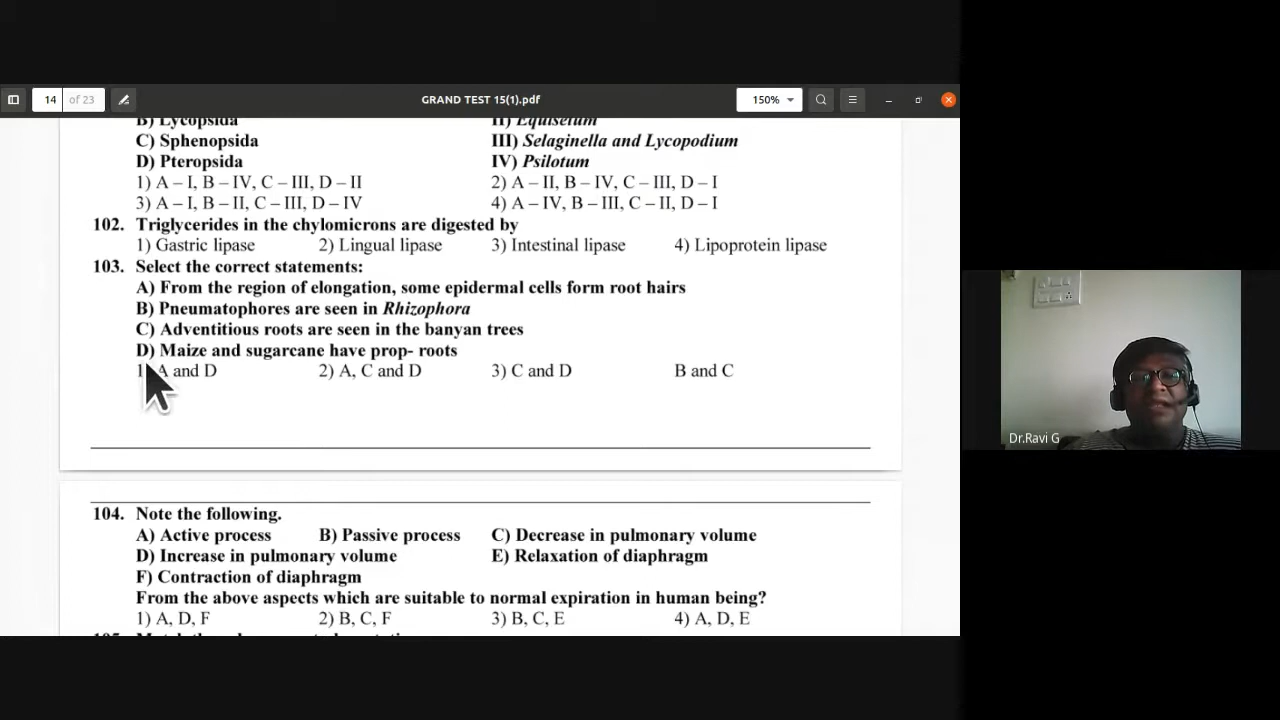 14 of 23
GRAND TEST 15(1).pdf
150%
B) Lycopsida II) Equisetum
C) Sphenopsida III) Selaginella and Lycopodium
D) Pteropsida IV) Psilotum
1) A – I, B – IV, C – III, D – II 2) A – II, B – IV, C – III, D – I
3) A – I, B – II, C – III, D – IV 4) A – IV, B – III, C – II, D – I
102. Triglycerides in the chylomicrons are digested by
1) Gastric lipase 2) Lingual lipase 3) Intestinal lipase 4) Lipoprotein lipase
103. Select the correct statements:
A) From the region of elongation, some epidermal cells form root hairs
B) Pneumatophores are seen in Rhizophora
C) Adventitious roots are seen in the banyan trees
D) Maize and sugarcane have prop- roots
1) A and D 2) A, C and D 3) C and D B and C
104. Note the following.
A) Active process B) Passive process C) Decrease in pulmonary volume
D) Increase in pulmonary volume E) Relaxation of diaphragm
F) Contraction of diaphragm
From the above aspects which are suitable to normal expiration in human being?
1) A, D, F 2) B, C, F 3) B, C, E 4) A, D, E
Dr.Ravi G